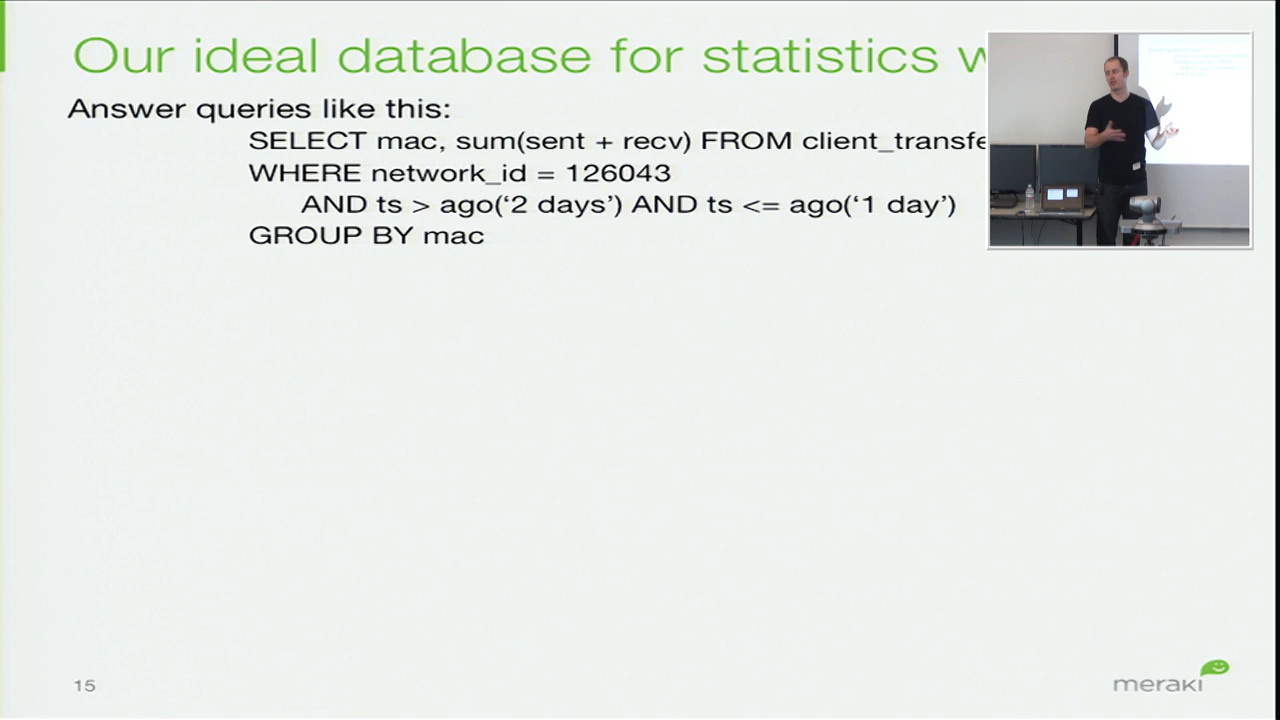 Our ideal database for statistics
Answer queries like this:
SELECT mac, sum(sent + recv) FROM
WHERE network_id = 126043
AND ts > ago(‘2 days’) AND ts <= ago(‘1 day’)
GROUP BY mac
15
meraki